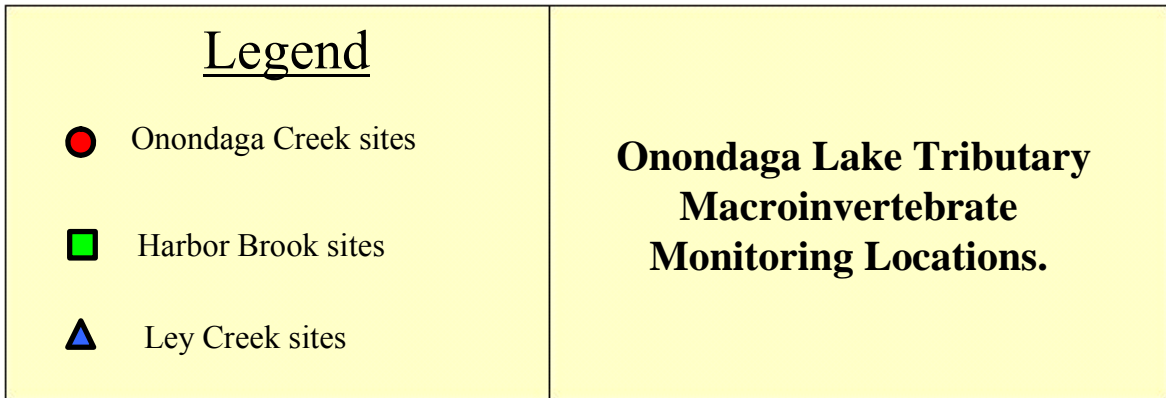 Legend
Onondaga Creek sites
Harbor Brook sites
Ley Creek sites
Onondaga Lake Tributary
Macroinvertebrate
Monitoring Locations.